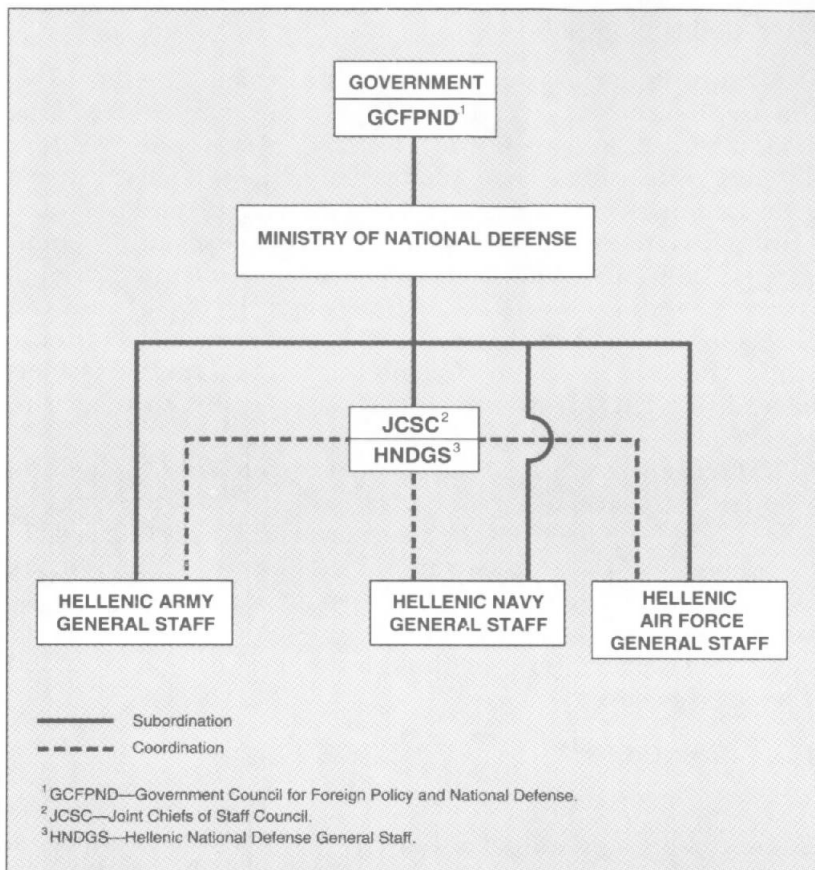 GOVERNMENT
GCFPND¹
MINISTRY OF NATIONAL DEFENSE
JCSC²
HNDGS³
HELLENIC ARMY
GENERAL STAFF
HELLENIC NAVY
GENERAL STAFF
HELLENIC
AIR FORCE
GENERAL STAFF
Subordination
Coordination
¹GCFPND—Government Council for Foreign Policy and National Defense.
²JCSC—Joint Chiefs of Staff Council.
³HNDGS—Hellenic National Defense General Staff.